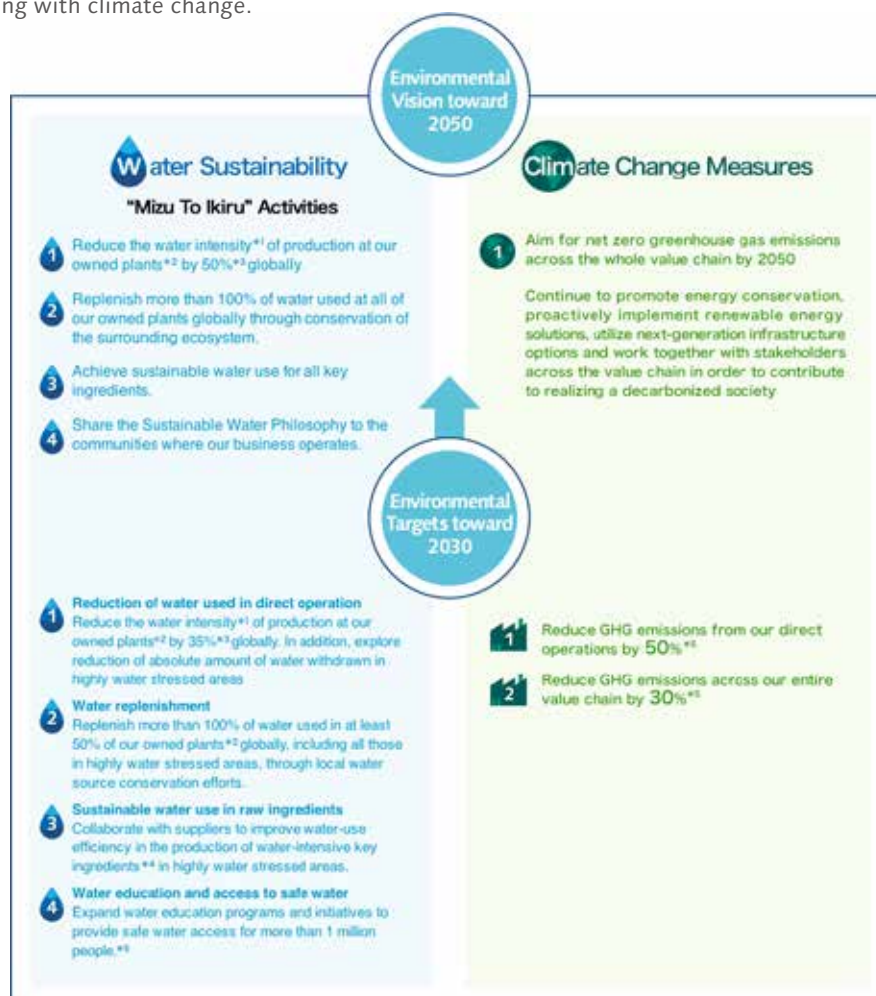 ng with climate change.
Environmental
Vision toward
2050
Water Sustainability
"Mizu To Ikiru" Activities
1 Reduce the water intensity*1 of production at our
owned plants*2 by 50%*3 globally
2 Replenish more than 100% of water used at all of
our owned plants globally through conservation of
the surrounding ecosystem.
3 Achieve sustainable water use for all key
ingredients.
4 Share the Sustainable Water Philosophy to the
communities where our business operates.
Climate Change Measures
1 Aim for net zero greenhouse gas emissions
across the whole value chain by 2050
Continue to promote energy conservation,
proactively implement renewable energy
solutions, utilize next-generation infrastructure
options and work together with stakeholders
across the value chain in order to contribute
to realizing a decarbonized society
Environmental
Targets toward
2030
1 Reduction of water used in direct operation
Reduce the water intensity*1 of production at our
owned plants*2 by 35%*3 globally. In addition, explore
reduction of absolute amount of water withdrawn in
highly water stressed areas
2 Water replenishment
Replenish more than 100% of water used in at least
50% of our owned plants*2 globally, including all those
in highly water stressed areas, through local water
source conservation efforts.
3 Sustainable water use in raw ingredients
Collaborate with suppliers to improve water-use
efficiency in the production of water-intensive key
ingredients*4 in highly water stressed areas.
4 Water education and access to safe water
Expand water education programs and initiatives to
provide safe water access for more than 1 million
people.*5
1 Reduce GHG emissions from our direct
operations by 50%
2 Reduce GHG emissions across our entire
value chain by 30%